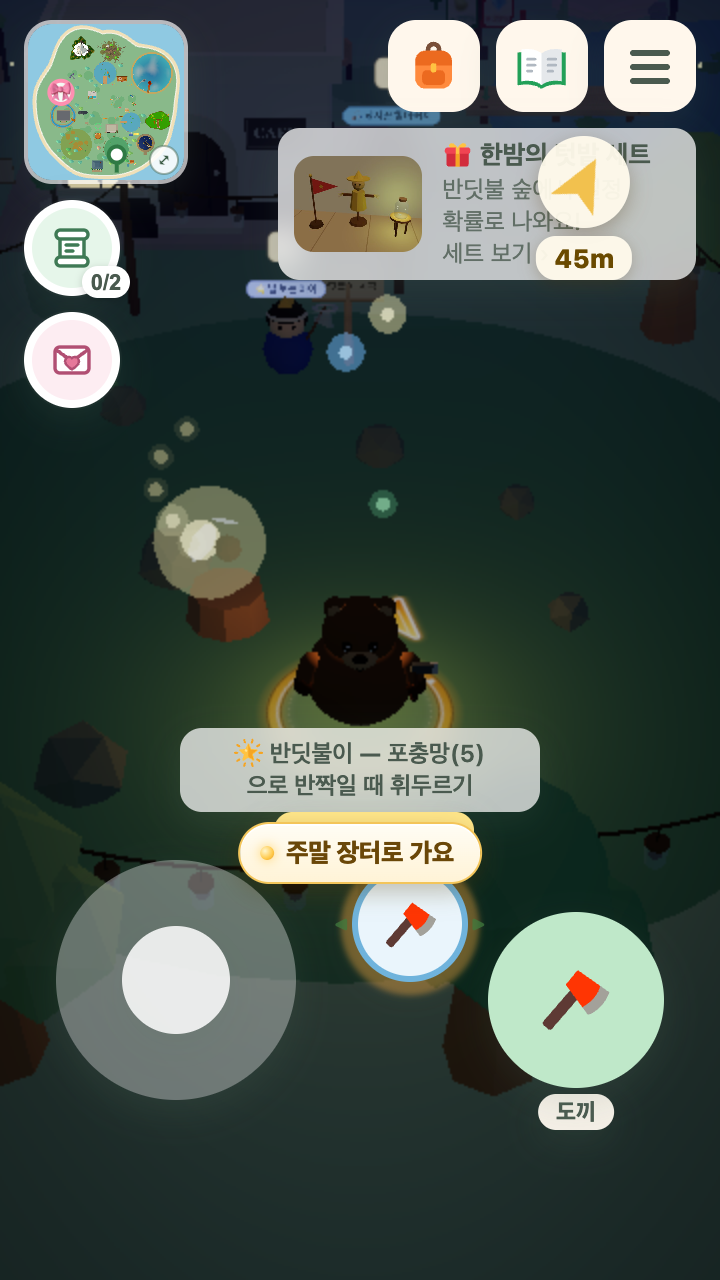 한밤의 텃밭 세트
반딧불 숲에
확률로 나와요!
세트 보기
45m
0/2
반딧불이 — 포충망(5)
으로 반짝일 때 휘두르기
주말 장터로 가요
도끼